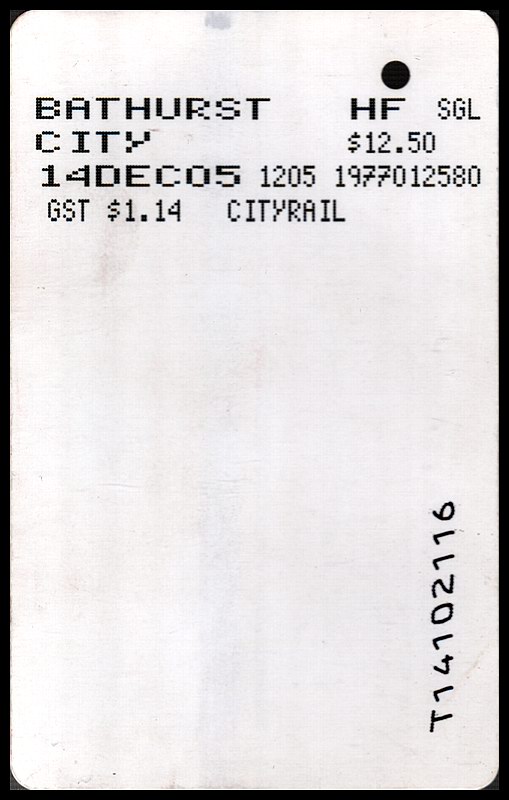 BATHURST HF SGL
CITY $12.50
14DEC05 1205 1977012580
GST $1.14 CITYRAIL
T14102116